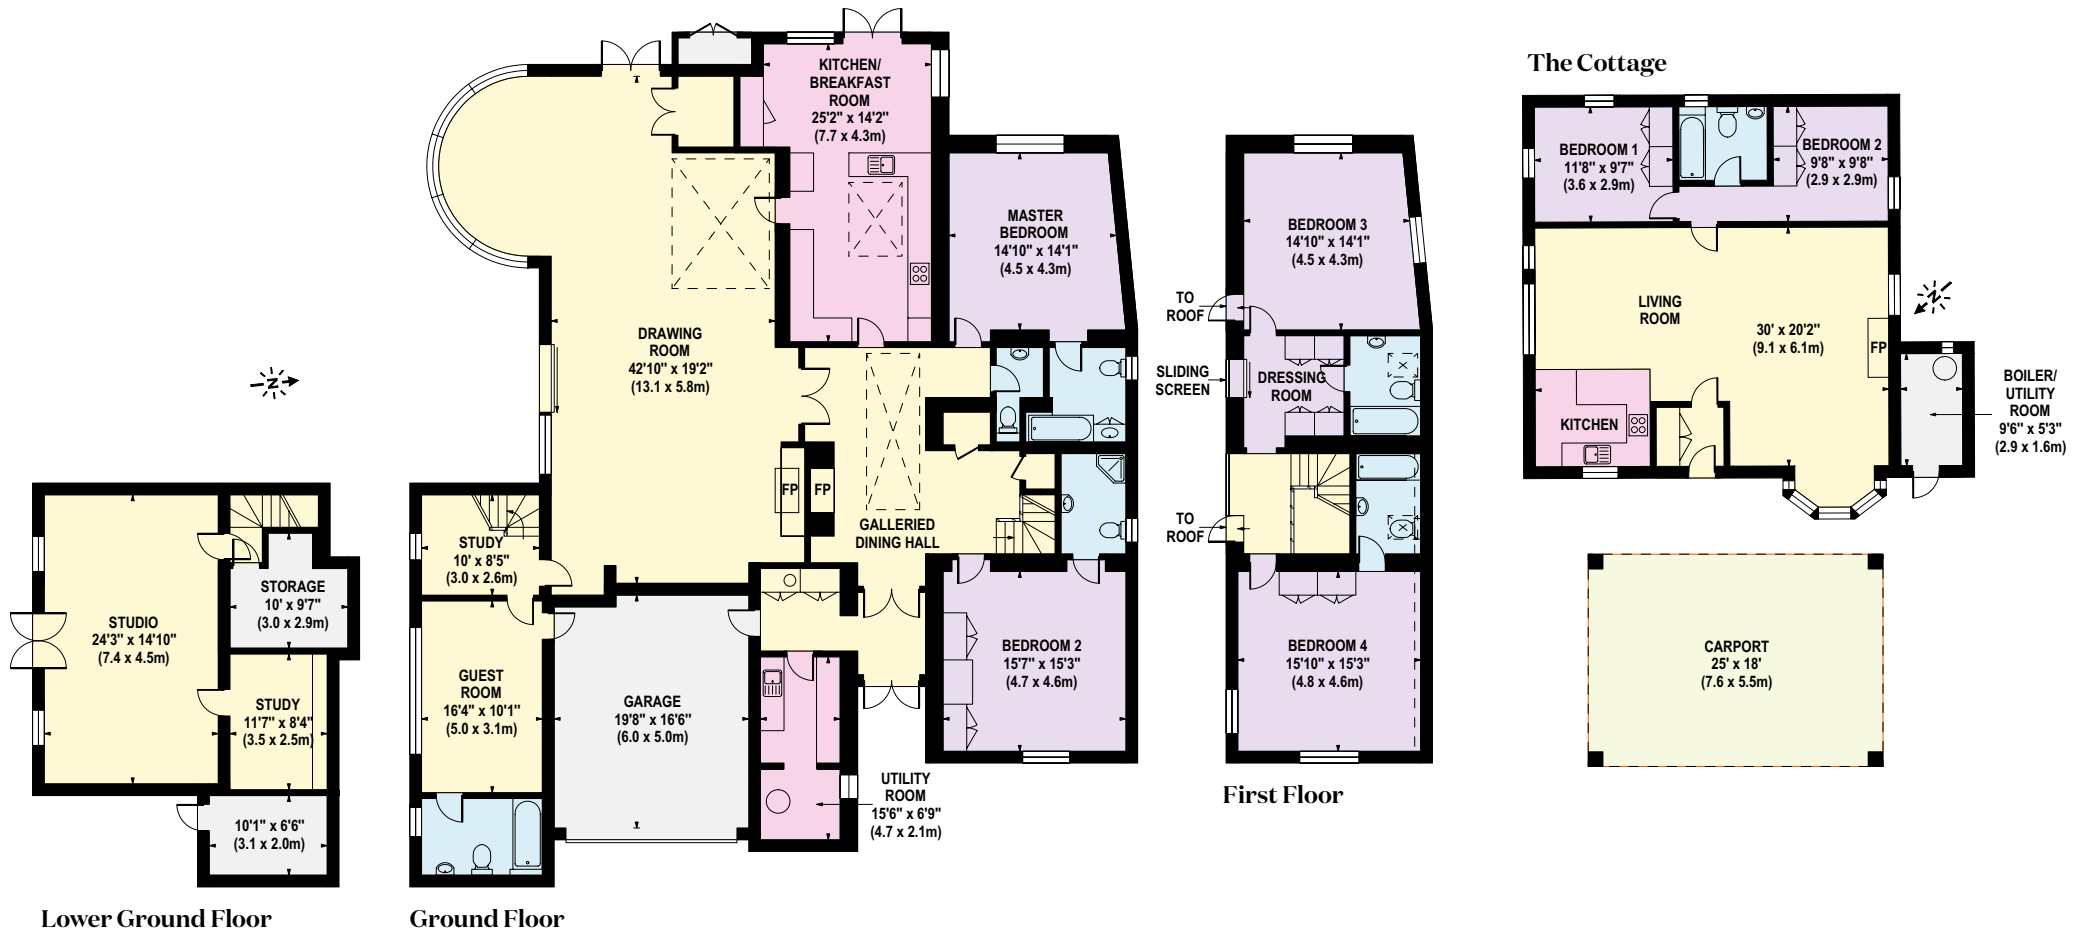 The Cottage
KITCHEN/
BREAKFAST
ROOM
25'2" x 14'2"
(7.7 x 4.3m)
MASTER
BEDROOM
14'10" x 14'1"
(4.5 x 4.3m)
DRAWING
ROOM
42'10" x 19'2"
(13.1 x 5.8m)
N
FP
FP
GALLERIED
DINING HALL
STUDY
10' x 8'5"
(3.0 x 2.6m)
GUEST
ROOM
16'4" x 10'1"
(5.0 x 3.1m)
GARAGE
19'8" x 16'6"
(6.0 x 5.0m)
BEDROOM 2
15'7" x 15'3"
(4.7 x 4.6m)
UTILITY
ROOM
15'6" x 6'9"
(4.7 x 2.1m)
Ground Floor
STUDIO
24'3" x 14'10"
(7.4 x 4.5m)
STORAGE
10' x 9'7"
(3.0 x 2.9m)
STUDY
11'7" x 8'4"
(3.5 x 2.5m)
10'1" x 6'6"
(3.1 x 2.0m)
Lower Ground Floor
BEDROOM 3
14'10" x 14'1"
(4.5 x 4.3m)
TO
ROOF
SLIDING
SCREEN
DRESSING
ROOM
TO
ROOF
BEDROOM 4
15'10" x 15'3"
(4.8 x 4.6m)
First Floor
BEDROOM 1
11'8" x 9'7"
(3.6 x 2.9m)
BEDROOM 2
9'8" x 9'8"
(2.9 x 2.9m)
LIVING
ROOM
30' x 20'2"
(9.1 x 6.1m)
FP
N
KITCHEN
BOILER/
UTILITY
ROOM
9'6" x 5'3"
(2.9 x 1.6m)
CARPORT
25' x 18'
(7.6 x 5.5m)